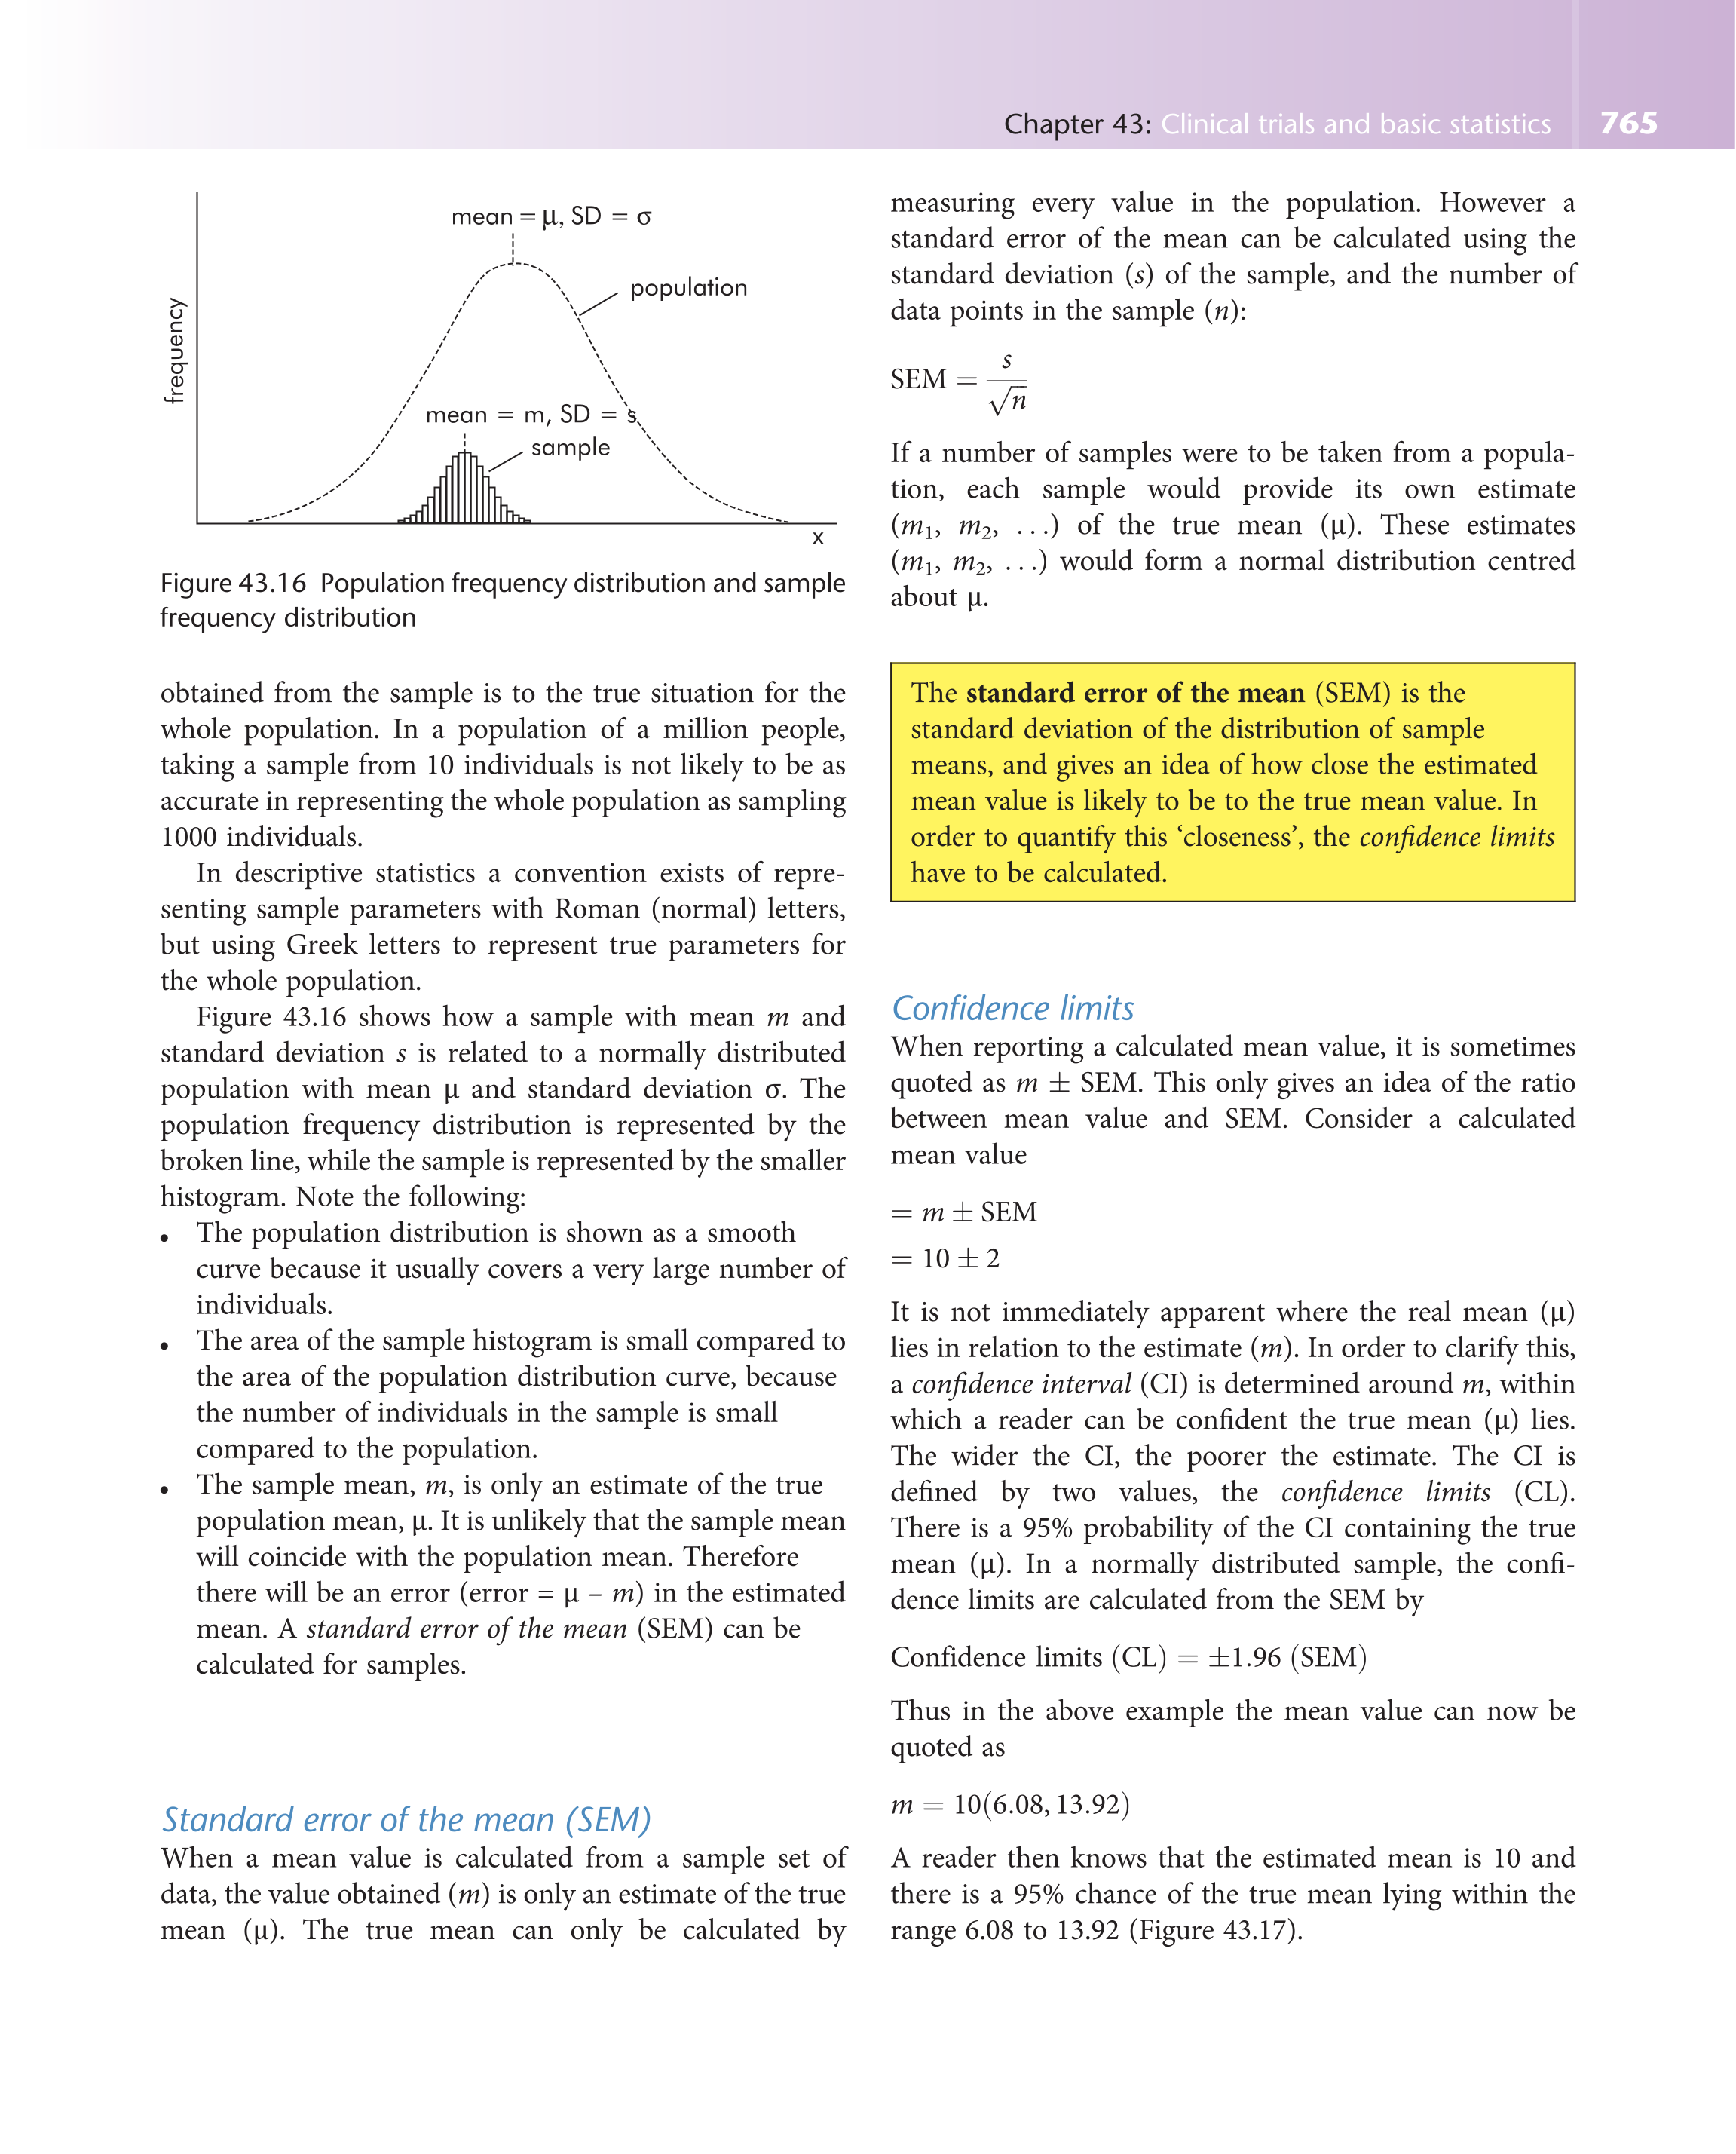 Chapter 43: Clinical trials and basic statistics 765
mean = μ, SD = σ
population
frequency
mean = m, SD = s
sample
x
Figure 43.16 Population frequency distribution and sample
frequency distribution
obtained from the sample is to the true situation for the
whole population. In a population of a million people,
taking a sample from 10 individuals is not likely to be as
accurate in representing the whole population as sampling
1000 individuals.
In descriptive statistics a convention exists of repre-
senting sample parameters with Roman (normal) letters,
but using Greek letters to represent true parameters for
the whole population.
Figure 43.16 shows how a sample with mean m and
standard deviation s is related to a normally distributed
population with mean μ and standard deviation σ. The
population frequency distribution is represented by the
broken line, while the sample is represented by the smaller
histogram. Note the following:
• The population distribution is shown as a smooth
curve because it usually covers a very large number of
individuals.
• The area of the sample histogram is small compared to
the area of the population distribution curve, because
the number of individuals in the sample is small
compared to the population.
• The sample mean, m, is only an estimate of the true
population mean, μ. It is unlikely that the sample mean
will coincide with the population mean. Therefore
there will be an error (error = μ – m) in the estimated
mean. A standard error of the mean (SEM) can be
calculated for samples.
Standard error of the mean (SEM)
When a mean value is calculated from a sample set of
data, the value obtained (m) is only an estimate of the true
mean (μ). The true mean can only be calculated by
measuring every value in the population. However a
standard error of the mean can be calculated using the
standard deviation (s) of the sample, and the number of
data points in the sample (n):
SEM = s / √n
If a number of samples were to be taken from a popula-
tion, each sample would provide its own estimate
(m₁, m₂, ...) of the true mean (μ). These estimates
(m₁, m₂, ...) would form a normal distribution centred
about μ.
The standard error of the mean (SEM) is the
standard deviation of the distribution of sample
means, and gives an idea of how close the estimated
mean value is likely to be to the true mean value. In
order to quantify this ‘closeness’, the confidence limits
have to be calculated.
Confidence limits
When reporting a calculated mean value, it is sometimes
quoted as m ± SEM. This only gives an idea of the ratio
between mean value and SEM. Consider a calculated
mean value
= m ± SEM
= 10 ± 2
It is not immediately apparent where the real mean (μ)
lies in relation to the estimate (m). In order to clarify this,
a confidence interval (CI) is determined around m, within
which a reader can be confident the true mean (μ) lies.
The wider the CI, the poorer the estimate. The CI is
defined by two values, the confidence limits (CL).
There is a 95% probability of the CI containing the true
mean (μ). In a normally distributed sample, the confi-
dence limits are calculated from the SEM by
Confidence limits (CL) = ±1.96 (SEM)
Thus in the above example the mean value can now be
quoted as
m = 10(6.08, 13.92)
A reader then knows that the estimated mean is 10 and
there is a 95% chance of the true mean lying within the
range 6.08 to 13.92 (Figure 43.17).